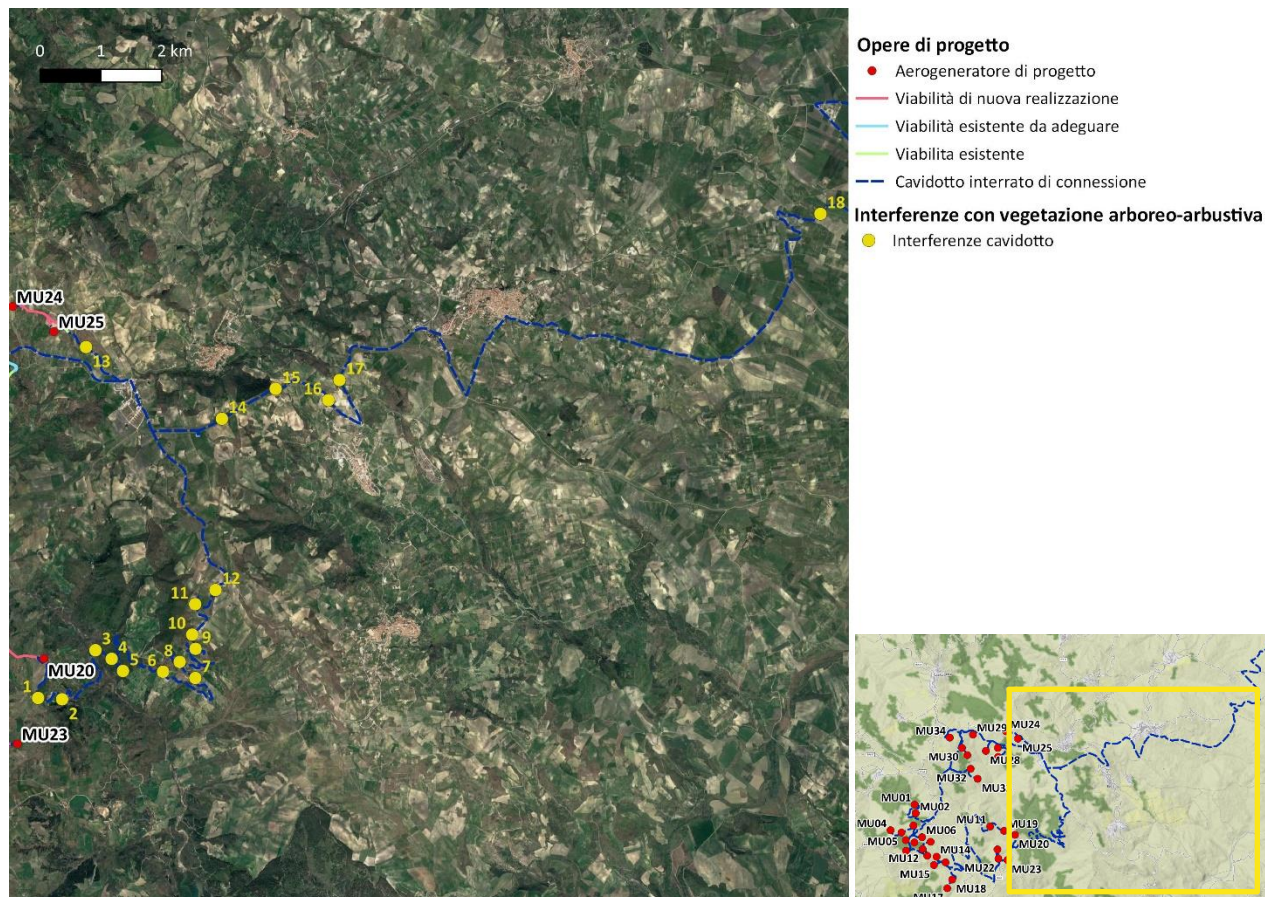 0 1 2 km
MU24
MU25
13
14
15
16
17
18
12
11
10
9
8
7
6
5
4
3
MU20
1
2
MU23
Opere di progetto
Aerogeneratore di progetto
Viabilità di nuova realizzazione
Viabilità esistente da adeguare
Viabilita esistente
Cavidotto interrato di connessione
Interferenze con vegetazione arboreo-arbustiva
Interferenze cavidotto
MU34
MU29
MU24
MU25
MU30
MU28
MU32
MU3
MU01
MU02
MU04
MU11
MU19
MU05
MU06
MU20
MU12
MU14
MU15
MU22
MU23
MU18
MU17